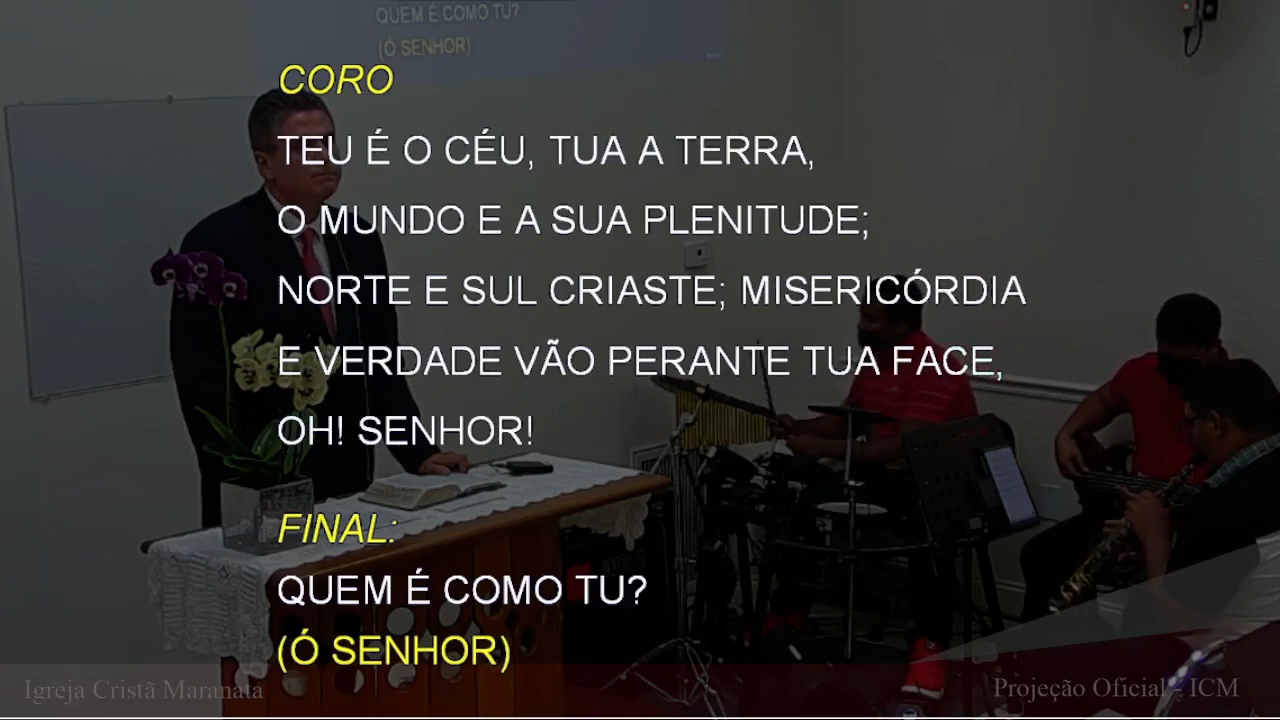 QUEM É COMO TU?
(Ó SENHOR)
CORO
TEU É O CÉU, TUA A TERRA,
O MUNDO E A SUA PLENITUDE;
NORTE E SUL CRIASTE; MISERICÓRDIA
E VERDADE VÃO PERANTE TUA FACE,
OH! SENHOR!
FINAL:
QUEM É COMO TU?
(Ó SENHOR)
Igreja Cristã Maranata
Projeção Oficial - ICM